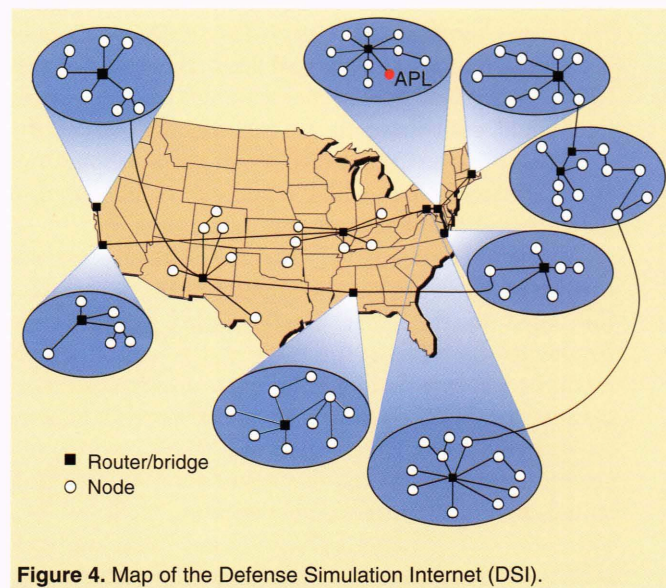 APL
Router/bridge
Node
Figure 4. Map of the Defense Simulation Internet (DSI).